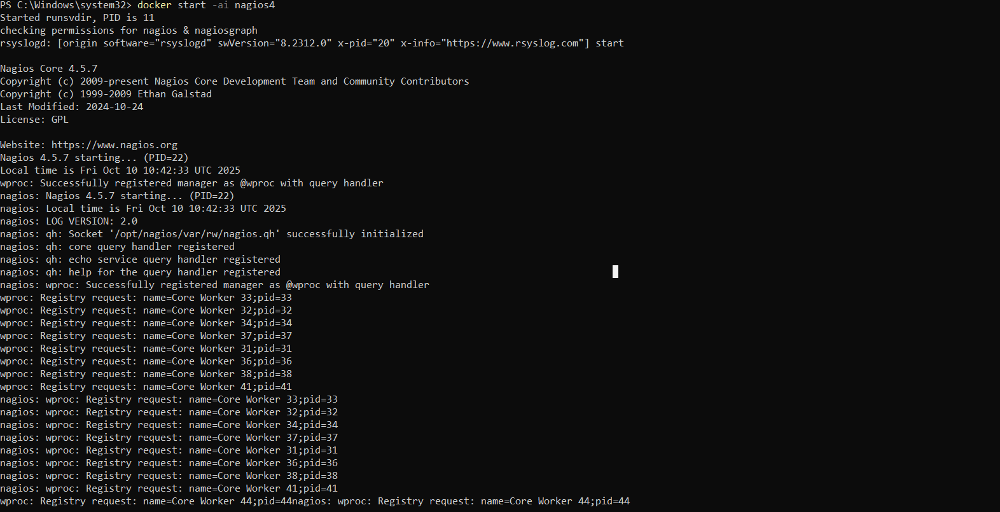 PS C:\Windows\system32> docker start -ai nagios4
Started runsvdir, PID is 11
checking permissions for nagios & nagiosgraph
rsyslogd: [origin software="rsyslogd" swVersion="8.2312.0" x-pid="20" x-info="https://www.rsyslog.com"] start
Nagios Core 4.5.7
Copyright (c) 2009-present Nagios Core Development Team and Community Contributors
Copyright (c) 1999-2009 Ethan Galstad
Last Modified: 2024-10-24
License: GPL
Website: https://www.nagios.org
Nagios 4.5.7 starting... (PID=22)
Local time is Fri Oct 10 10:42:33 UTC 2025
wproc: Successfully registered manager as @wproc with query handler
nagios: Nagios 4.5.7 starting... (PID=22)
nagios: Local time is Fri Oct 10 10:42:33 UTC 2025
nagios: LOG VERSION: 2.0
nagios: qh: Socket '/opt/nagios/var/rw/nagios.qh' successfully initialized
nagios: qh: core query handler registered
nagios: qh: echo service query handler registered
nagios: qh: help for the query handler registered
nagios: wproc: Successfully registered manager as @wproc with query handler
wproc: Registry request: name=Core Worker 33;pid=33
wproc: Registry request: name=Core Worker 32;pid=32
wproc: Registry request: name=Core Worker 34;pid=34
wproc: Registry request: name=Core Worker 37;pid=37
wproc: Registry request: name=Core Worker 31;pid=31
wproc: Registry request: name=Core Worker 36;pid=36
wproc: Registry request: name=Core Worker 38;pid=38
wproc: Registry request: name=Core Worker 41;pid=41
nagios: wproc: Registry request: name=Core Worker 33;pid=33
nagios: wproc: Registry request: name=Core Worker 32;pid=32
nagios: wproc: Registry request: name=Core Worker 34;pid=34
nagios: wproc: Registry request: name=Core Worker 37;pid=37
nagios: wproc: Registry request: name=Core Worker 31;pid=31
nagios: wproc: Registry request: name=Core Worker 36;pid=36
nagios: wproc: Registry request: name=Core Worker 38;pid=38
nagios: wproc: Registry request: name=Core Worker 41;pid=41
wproc: Registry request: name=Core Worker 44;pid=44nagios: wproc: Registry request: name=Core Worker 44;pid=44